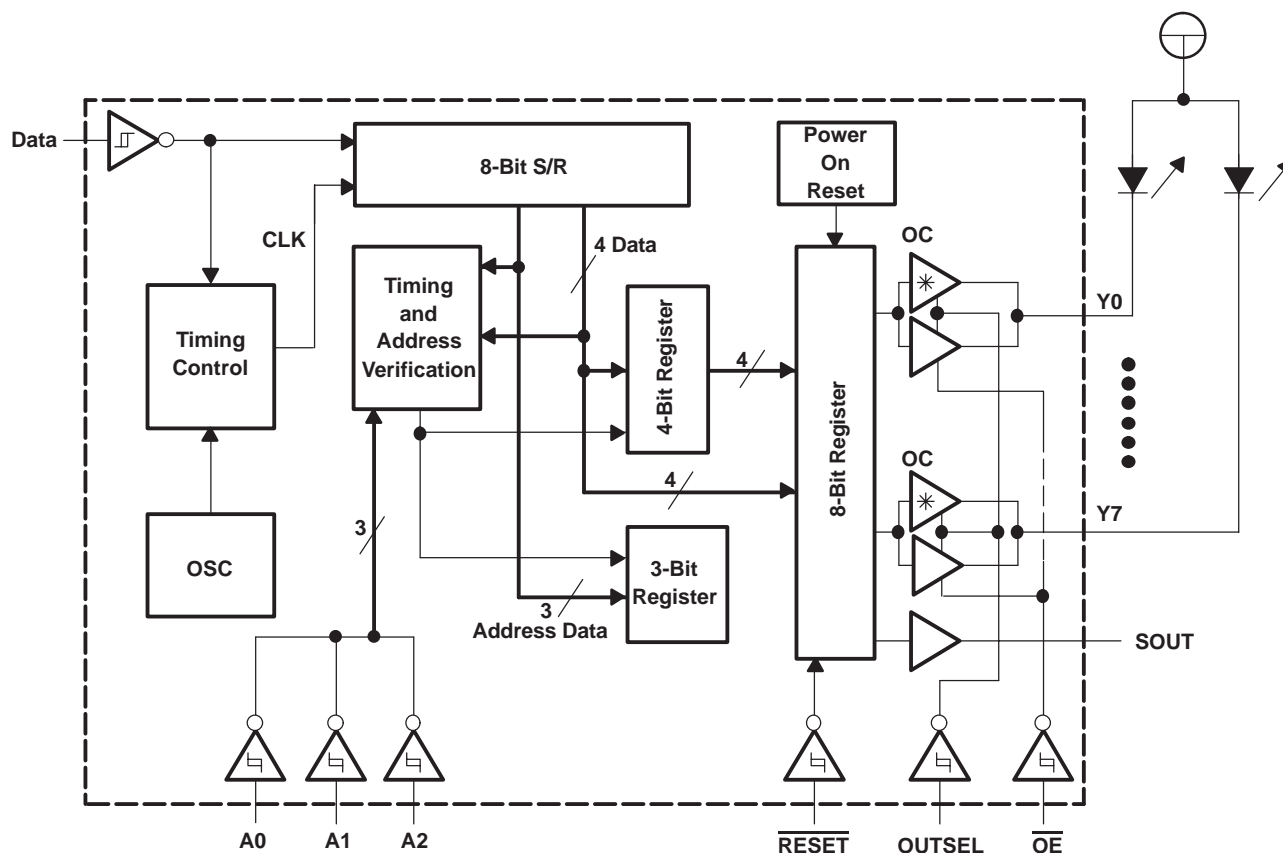 Data
8-Bit S/R
Power
On
Reset
CLK
4 Data
OC
Timing
and
Address
Verification
Timing
Control
4-Bit Register
4
8-Bit Register
Y0
OC
4
3
OSC
3-Bit
Register
3
Address Data
Y7
SOUT
A0
A1
A2
RESET
OUTSEL
OE